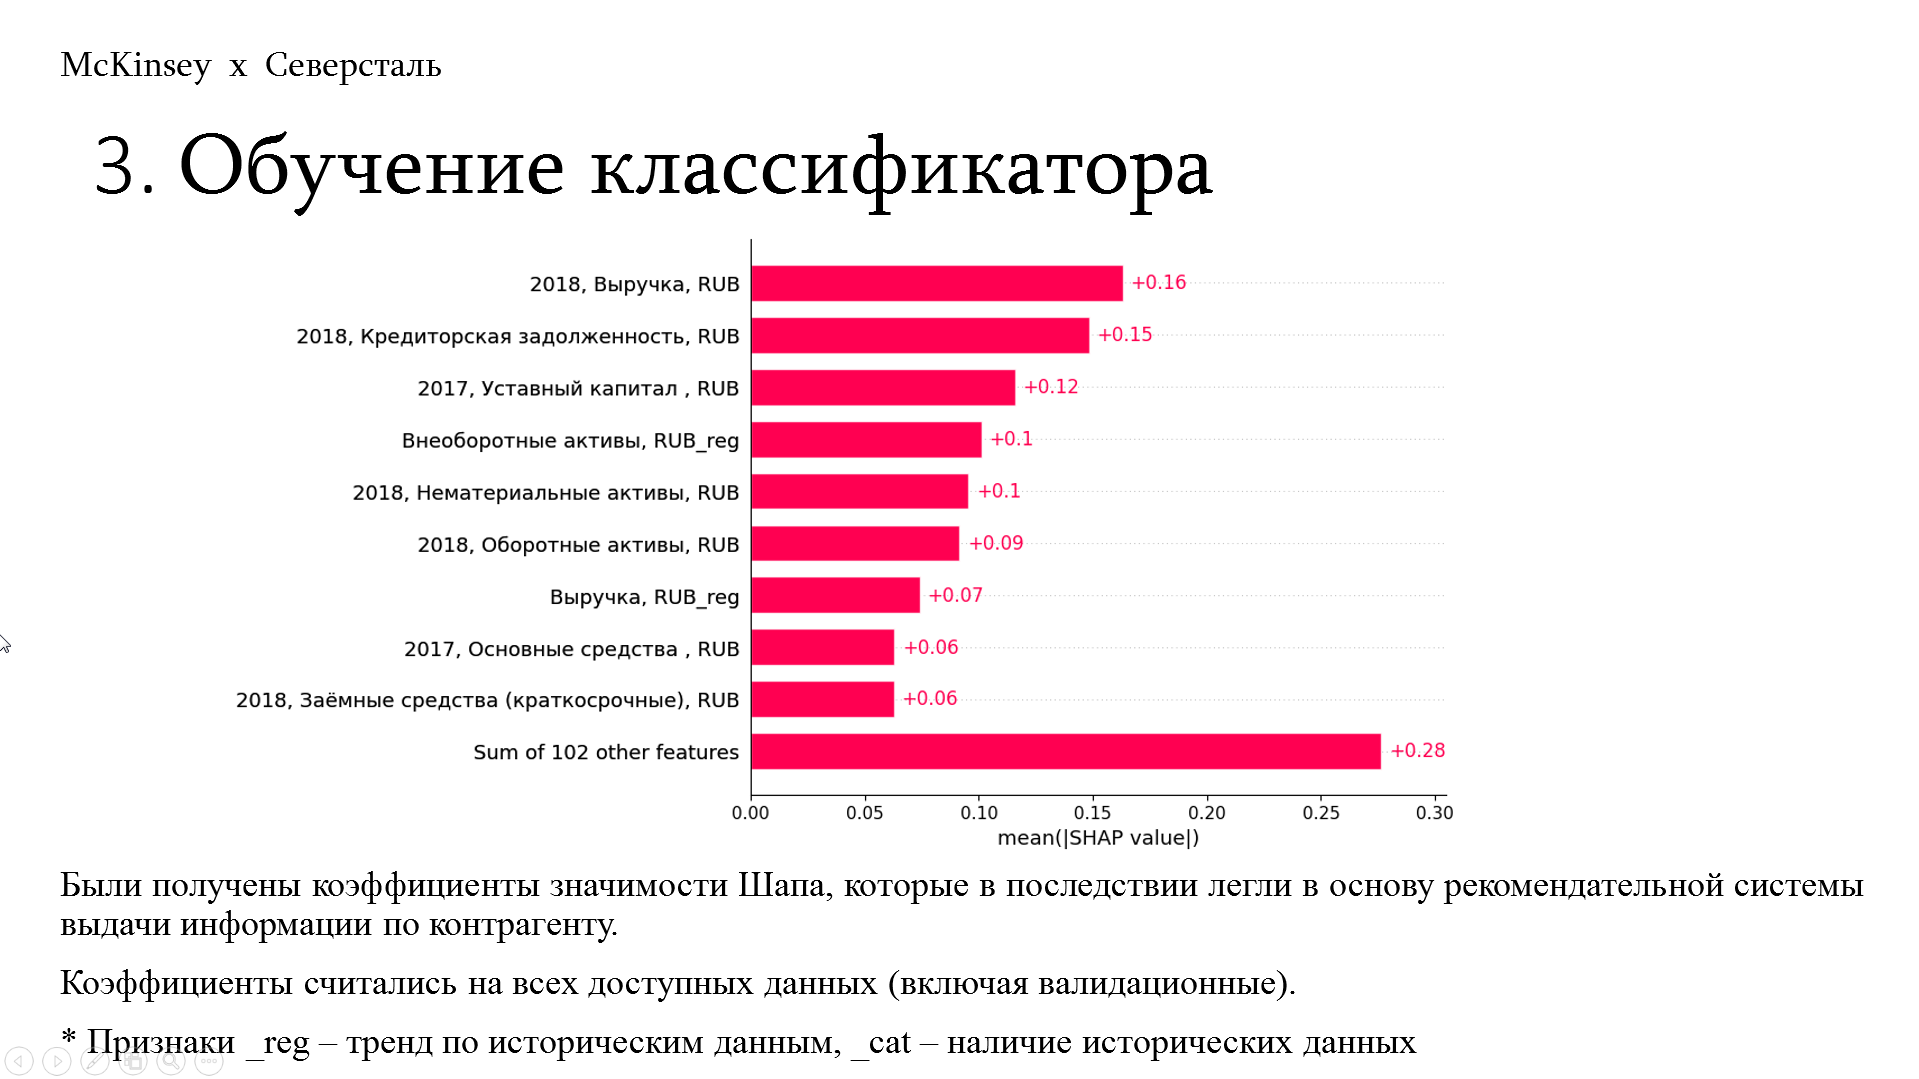 McKinsey x Северсталь
3. Обучение классификатора
2018, Выручка, RUB +0.16
2018, Кредиторская задолженность, RUB +0.15
2017, Уставный капитал , RUB +0.12
Внеоборотные активы, RUB_reg +0.1
2018, Нематериальные активы, RUB +0.1
2018, Оборотные активы, RUB +0.09
Выручка, RUB_reg +0.07
2017, Основные средства , RUB +0.06
2018, Заёмные средства (краткосрочные), RUB +0.06
Sum of 102 other features +0.28
0.00 0.05 0.10 0.15 0.20 0.25 0.30
mean(|SHAP value|)
Были получены коэффициенты значимости Шапа, которые в последствии легли в основу рекомендательной системы
выдачи информации по контрагенту.
Коэффициенты считались на всех доступных данных (включая валидационные).
* Признаки _reg – тренд по историческим данным, _cat – наличие исторических данных